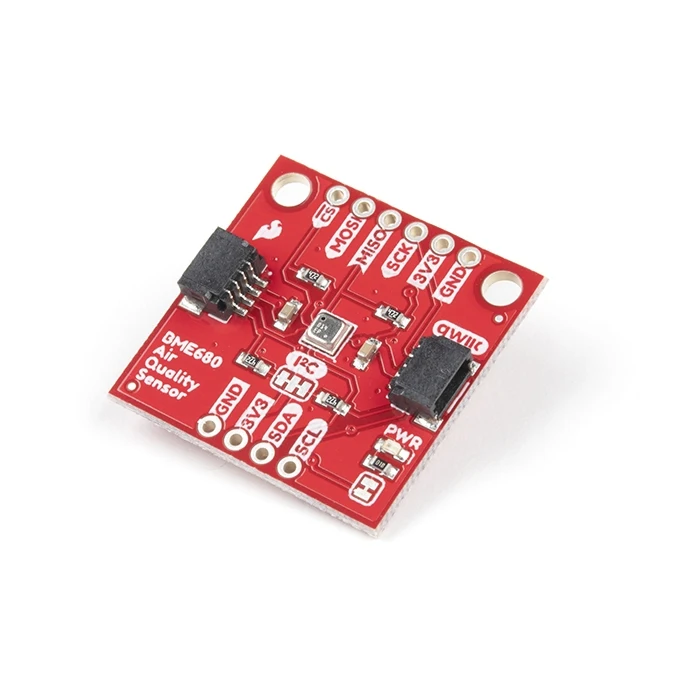 CS
MOSI
MISO
SCK
3V3
GND
qwiic
BME680
Air
Quality
Sensor
I2C
GND
3V3
SDA
SCL
PWR